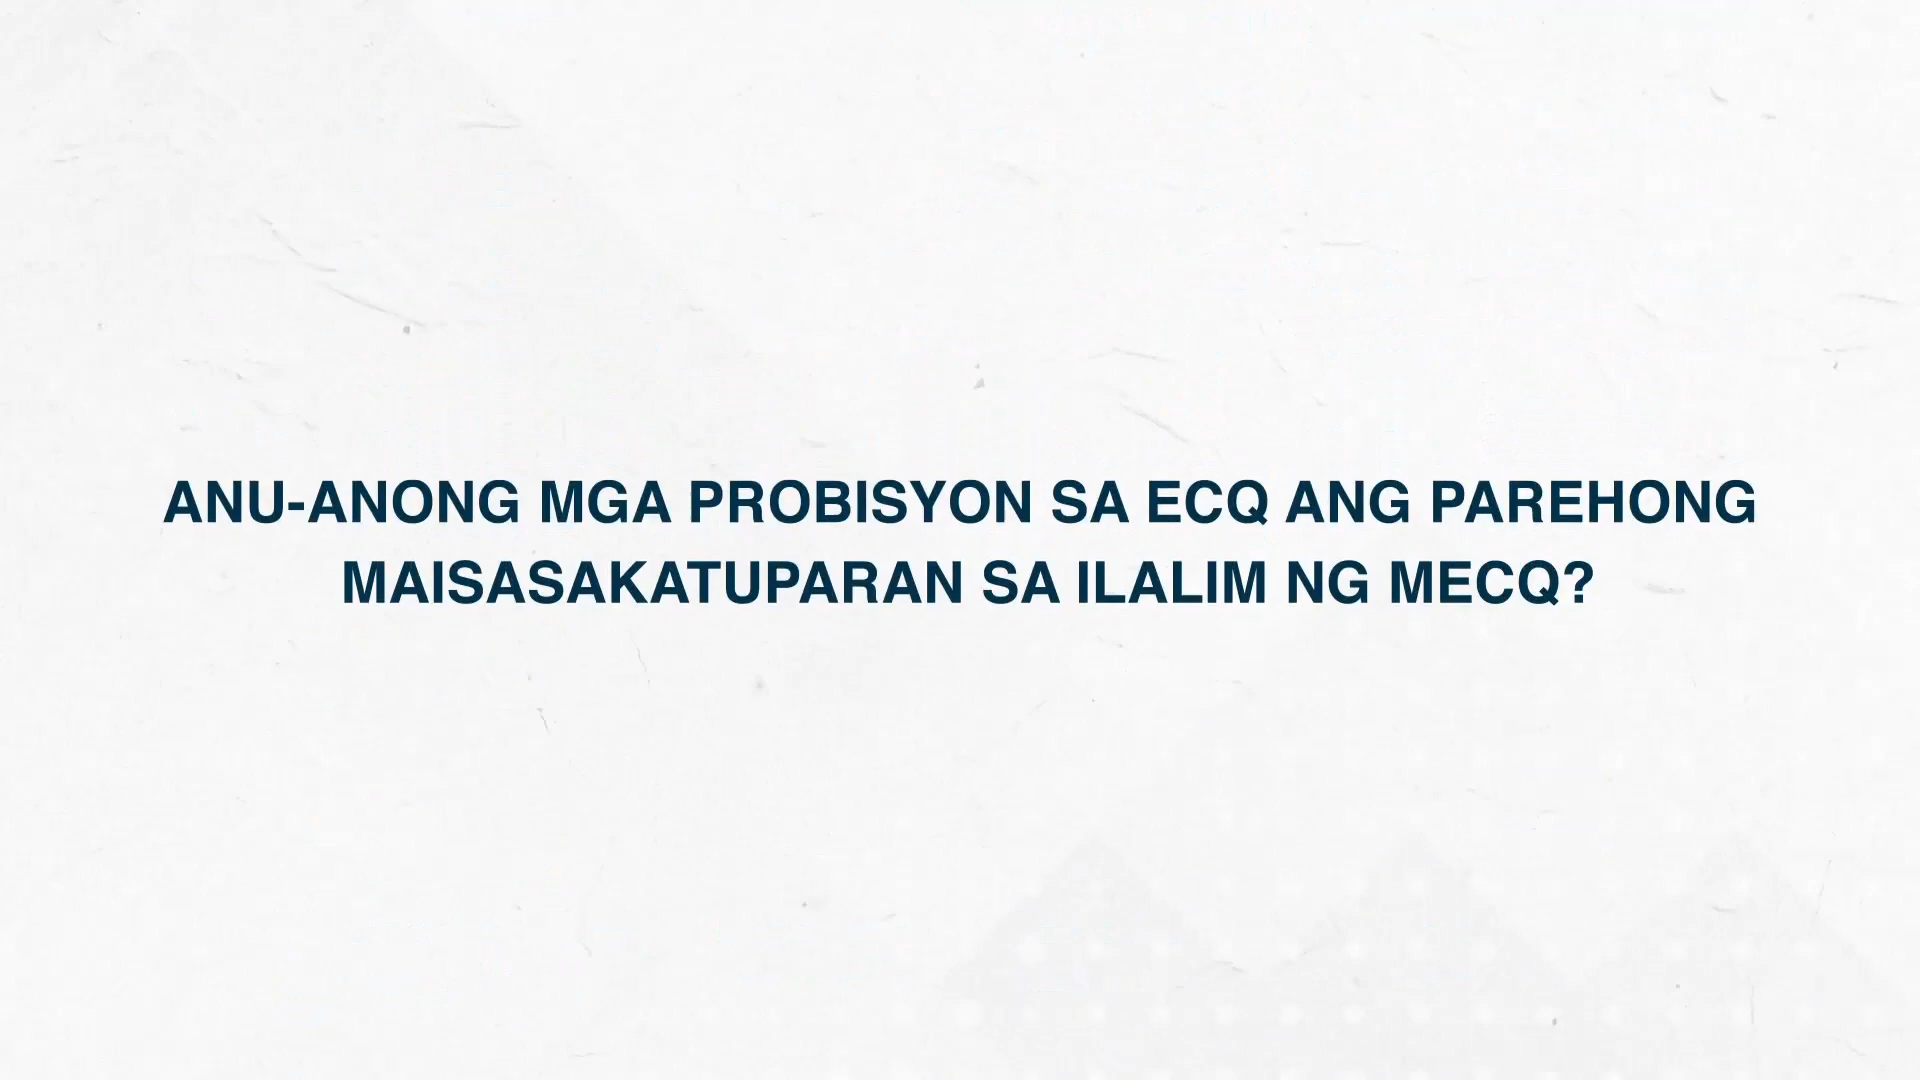 ANU-ANONG MGA PROBISYON SA ECQ ANG PAREHONG
MAISASAKATUPARAN SA ILALIM NG MECQ?